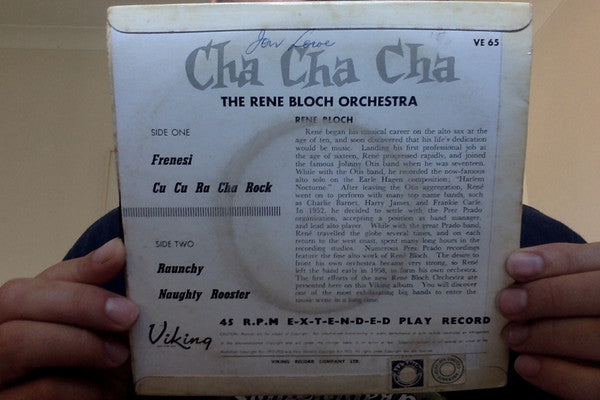 Jon Lowe
VE 65
Cha Cha Cha
THE RENE BLOCH ORCHESTRA
SIDE ONE
Frenesi
Cu Cu Ra Cha Rock
SIDE TWO
Raunchy
Naughty Rooster
RENE BLOCH
René began his musical career on the alto sax at the
age of ten, and soon discovered that his life's dedication
would be music. Landing his first professional job at
the age of sixteen, René progressed rapidly, and joined
the famous Johnny Otis band when he was seventeen.
While with the Otis band, he recorded the now-famous
alto solo on the Earle Hagen composition; "Harlem
Nocturne." After leaving the Otis aggregation, René
went on to perform with many top name bands, such
as Charlie Barnet, Harry James, and Frankie Carle.
In 1952, he decided to settle with the Prez Prado
organisation, accepting a position as band manager,
and lead alto player. While with the great Prado band,
René travelled the globe several times, and on each
return to the west coast, spent many long hours in the
recording studios. Numerous Prez Prado recordings
feature the fine alto work of René Bloch. The desire to
front his own orchestra became very strong, so René
left the band early in 1958, to form his own orchestra.
The first efforts of the new René Bloch Orchestra are
presented here on this Viking album. You will discover
one of the most exhilarating big bands to enter the
music scene in a long time.
Viking
45 R.P.M E-X-T-E-N-D-E-D PLAY RECORD
VIKING RECORD COMPANY LTD.